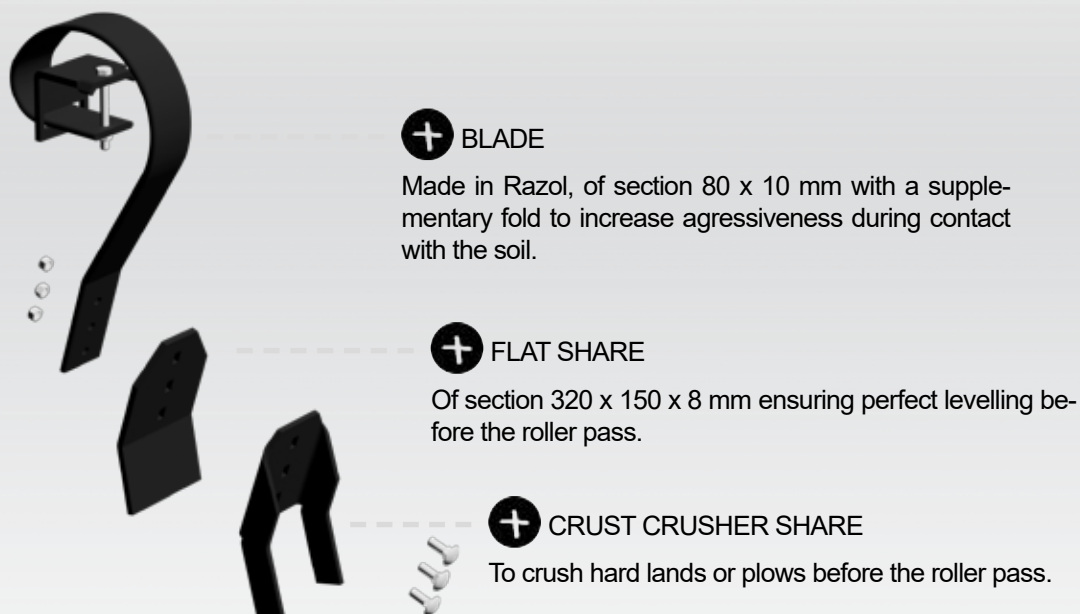 BLADE
Made in Razol, of section 80 x 10 mm with a supple-
mentary fold to increase agressiveness during contact
with the soil.
FLAT SHARE
Of section 320 x 150 x 8 mm ensuring perfect levelling be-
fore the roller pass.
CRUST CRUSHER SHARE
To crush hard lands or plows before the roller pass.